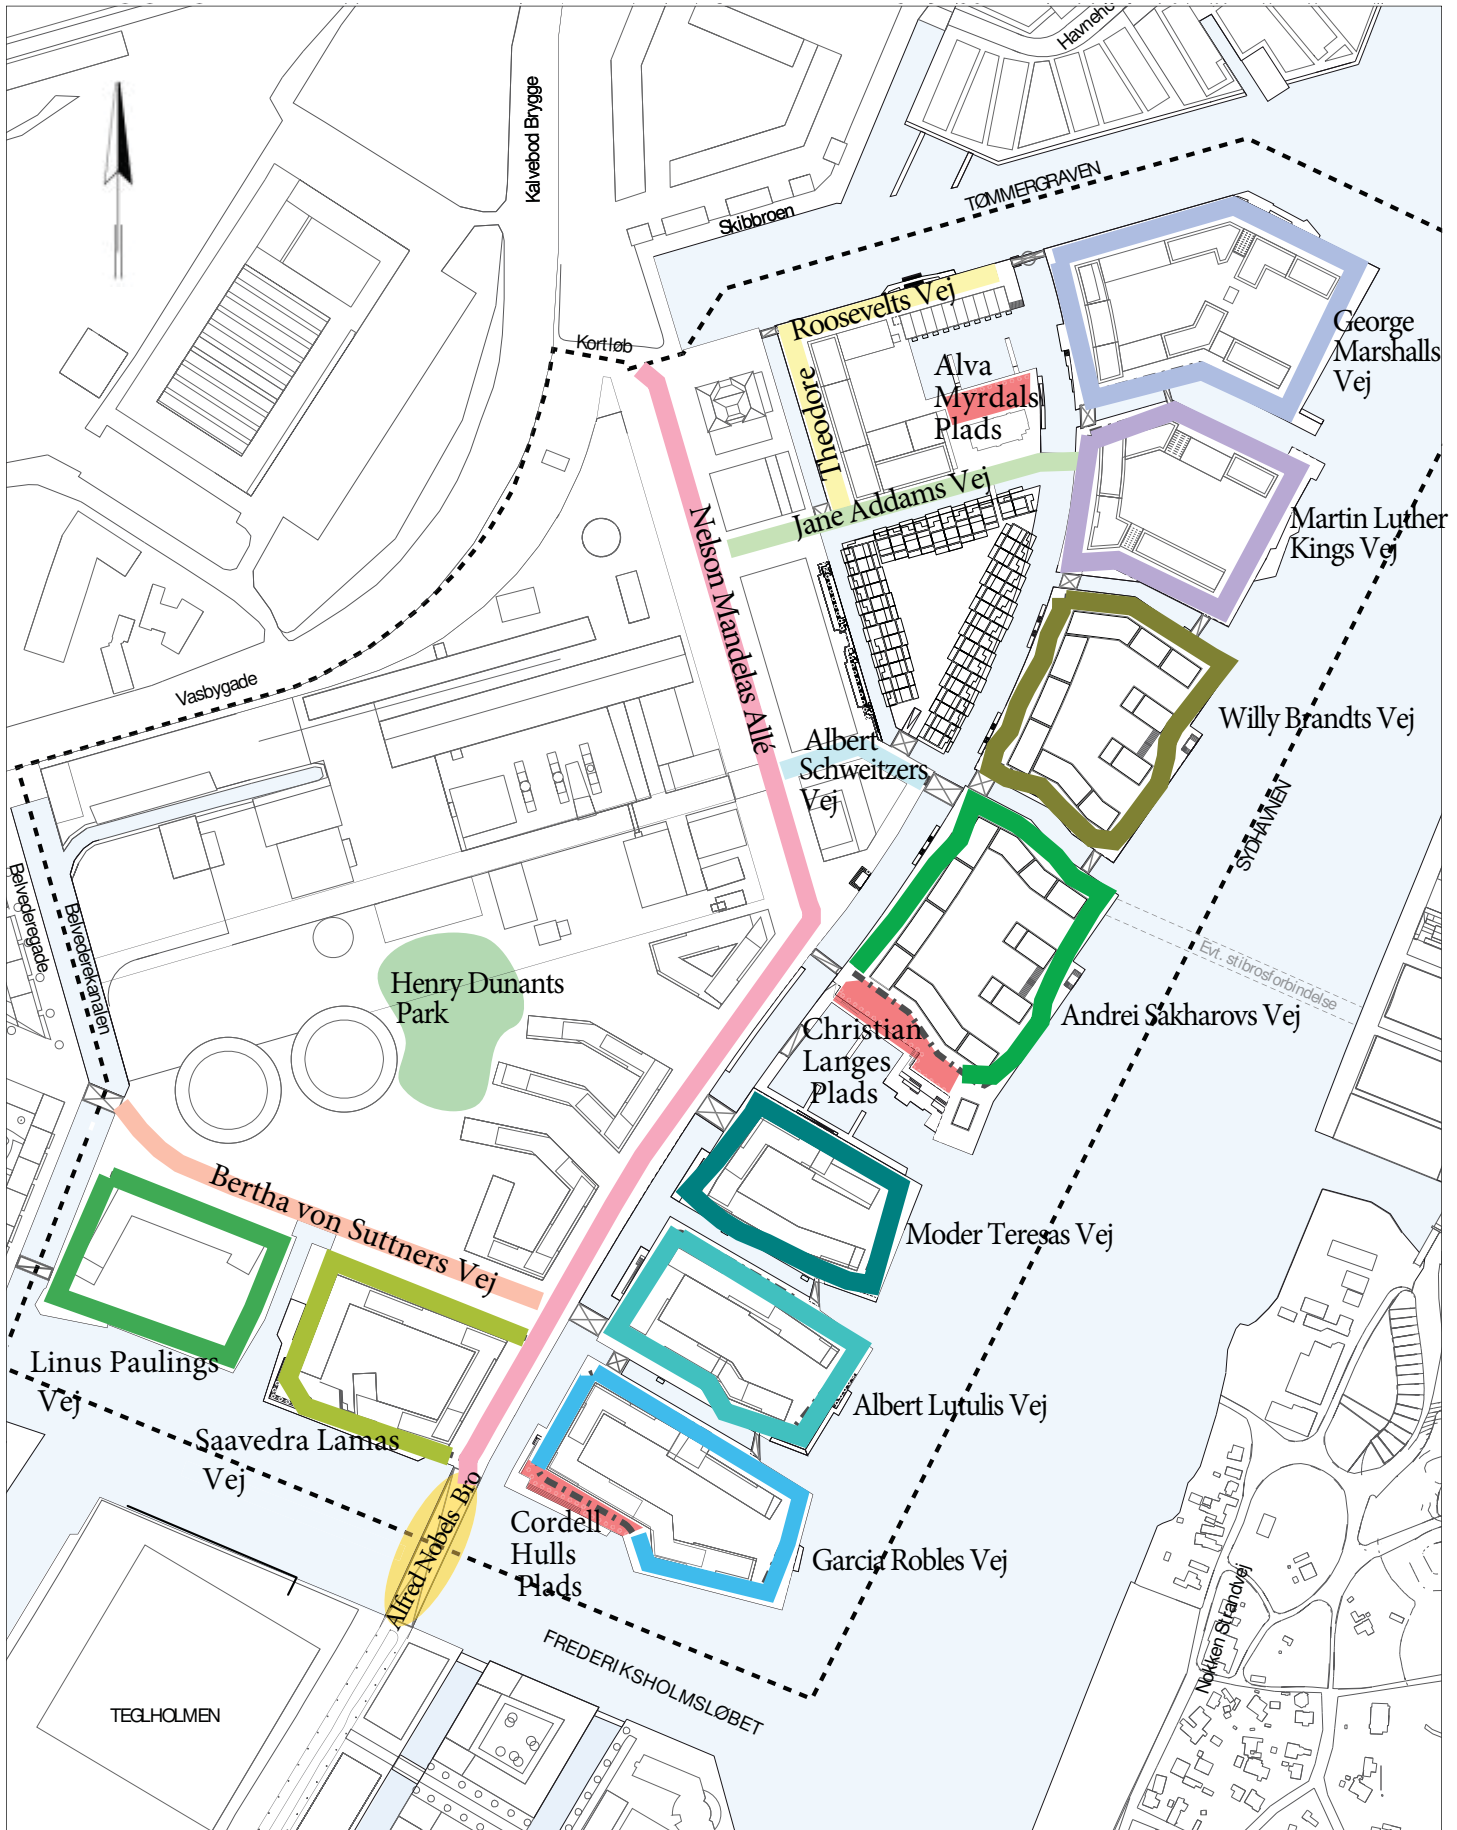 Havneho
Kalvebod Brygge
TØMMERGRAVEN
Skibbroen
Kortløb
Roosevelts Vej
Theodore
George
Marshalls
Vej
Alva
Myrdals
Plads
Jane Addams Vej
Martin Luther
Kings Vej
Nelson Mandelas Allé
Vasbygade
Willy Brandts Vej
Albert
Schweitzers
Vej
SYDHAVNEN
Belvederegade
Belvederekanalen
Evt. stibrosforbindelse
Henry Dunants
Park
Andrei Sakharovs Vej
Christian
Langes
Plads
Bertha von Suttners Vej
Moder Teresas Vej
Linus Paulings
Vej
Albert Lutulis Vej
Saavedra Lamas
Vej
Alfred Nobels Bro
Cordell
Hulls
Plads
Garcia Robles Vej
Nokken Strandvej
FREDERIKSHOLMSLØBET
TEGLHOLMEN